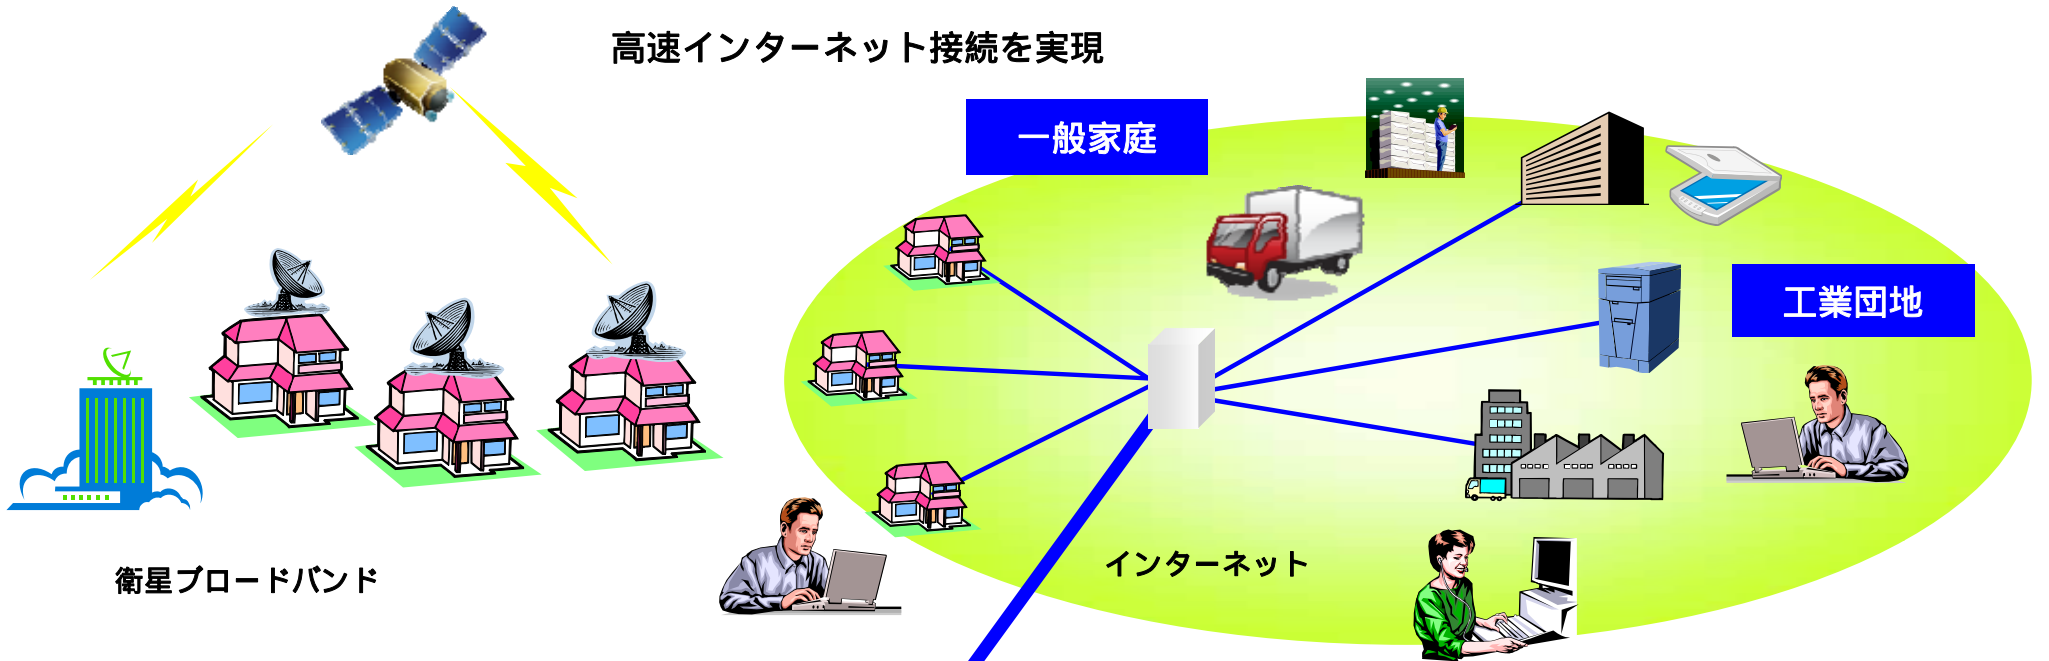 高速インターネット接続を実現
一般家庭
工業団地
インターネット
衛星ブロードバンド